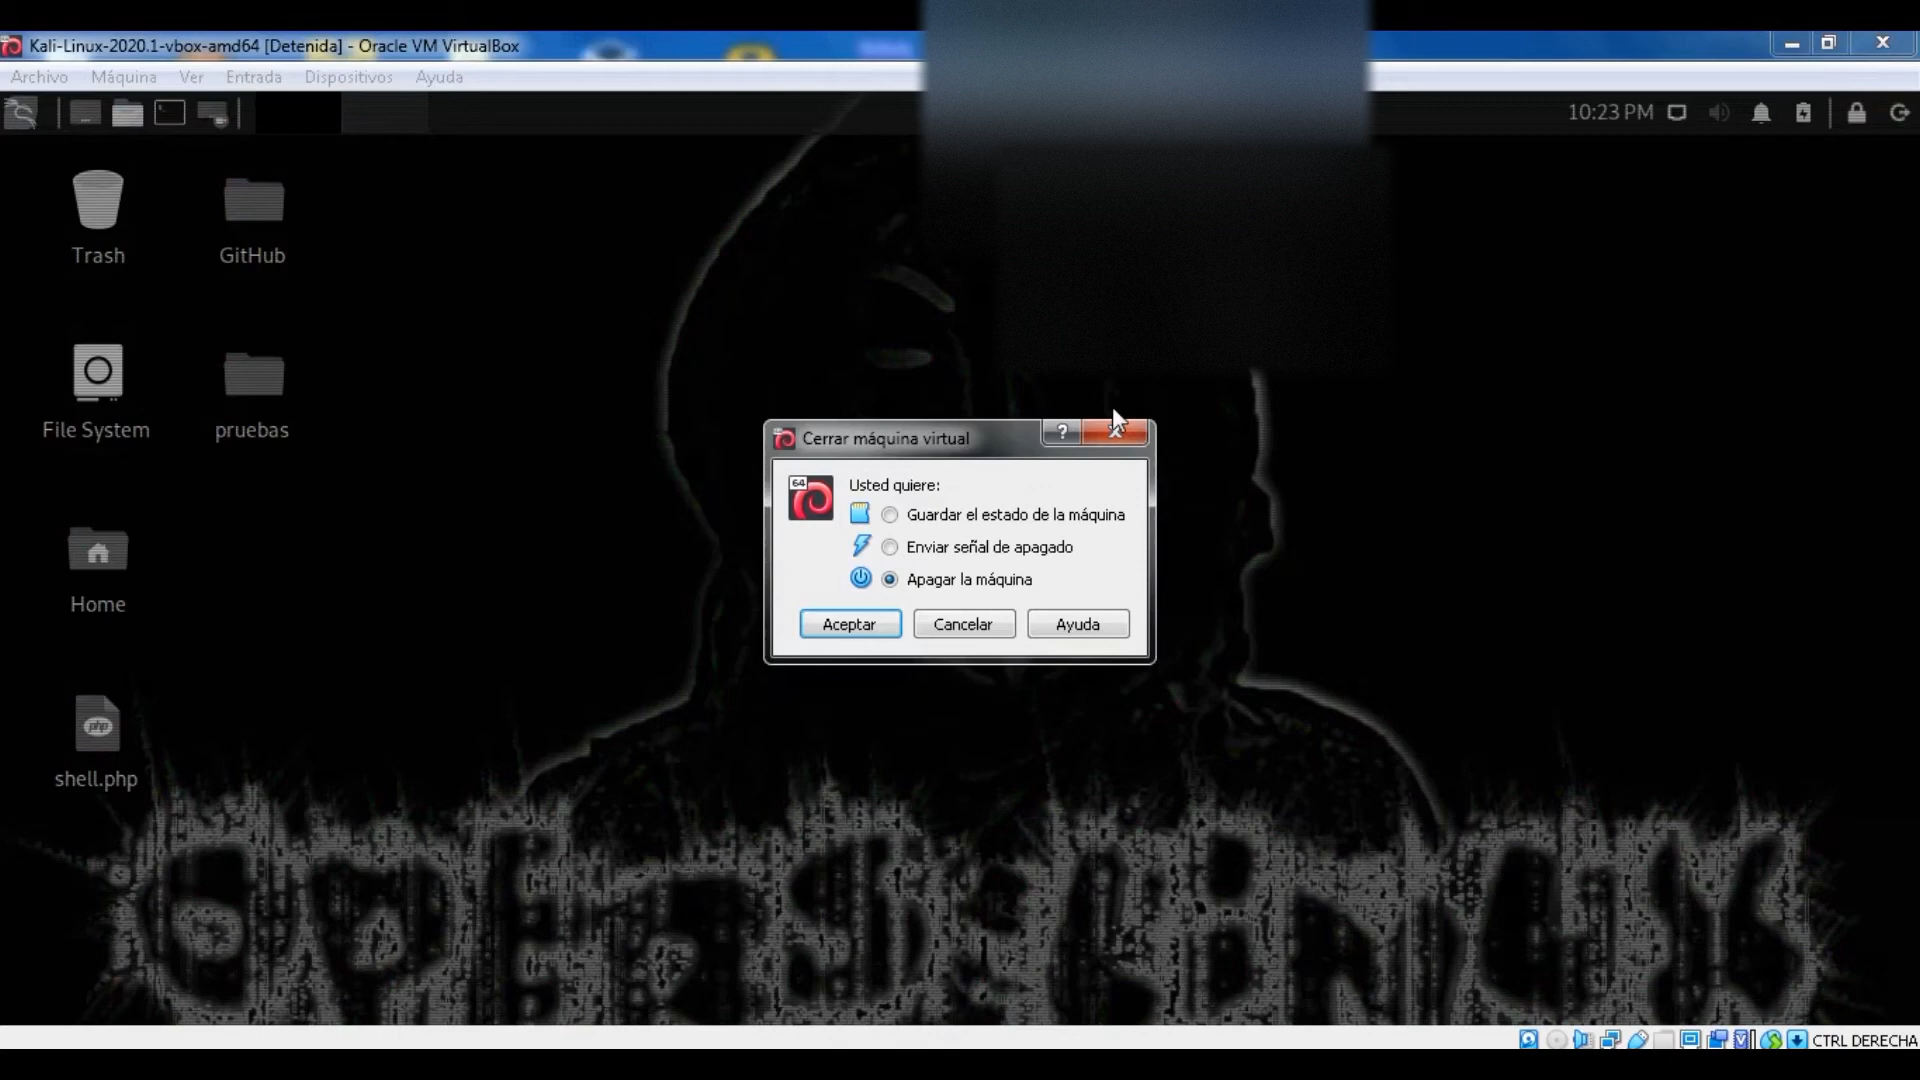 Kali-Linux-2020.1-vbox-amd64 [Detenida] - Oracle VM VirtualBox
Archivo Máquina Ver Entrada Dispositivos Ayuda
10:23 PM
Trash
GitHub
File System
pruebas
Home
php
shell.php
Cerrar máquina virtual
?
64
Usted quiere:
Guardar el estado de la máquina
Enviar señal de apagado
Apagar la máquina
Aceptar Cancelar Ayuda
CTRL DERECHA